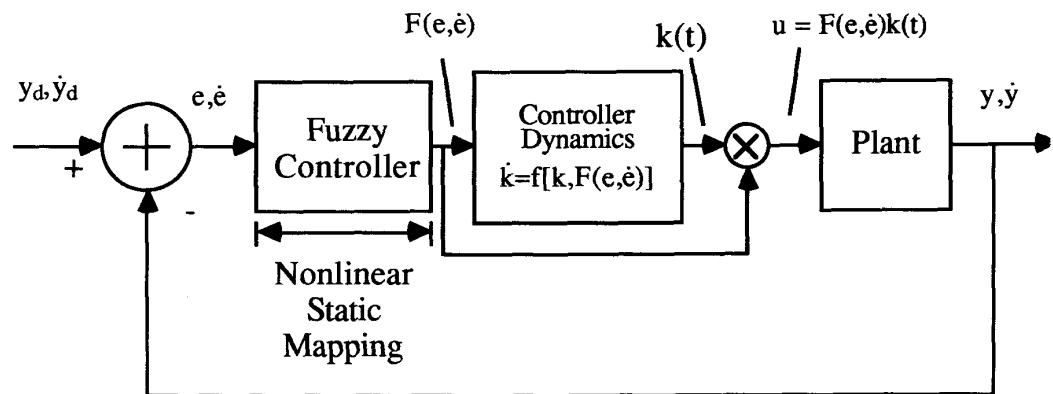 F(e,ė)
k(t)
u = F(e,ė)k(t)
y_d,ẏ_d
e,ė
y,ẏ
+
-
Fuzzy
Controller
Controller
Dynamics
k̇=f[k,F(e,ė)]
Plant
Nonlinear
Static
Mapping